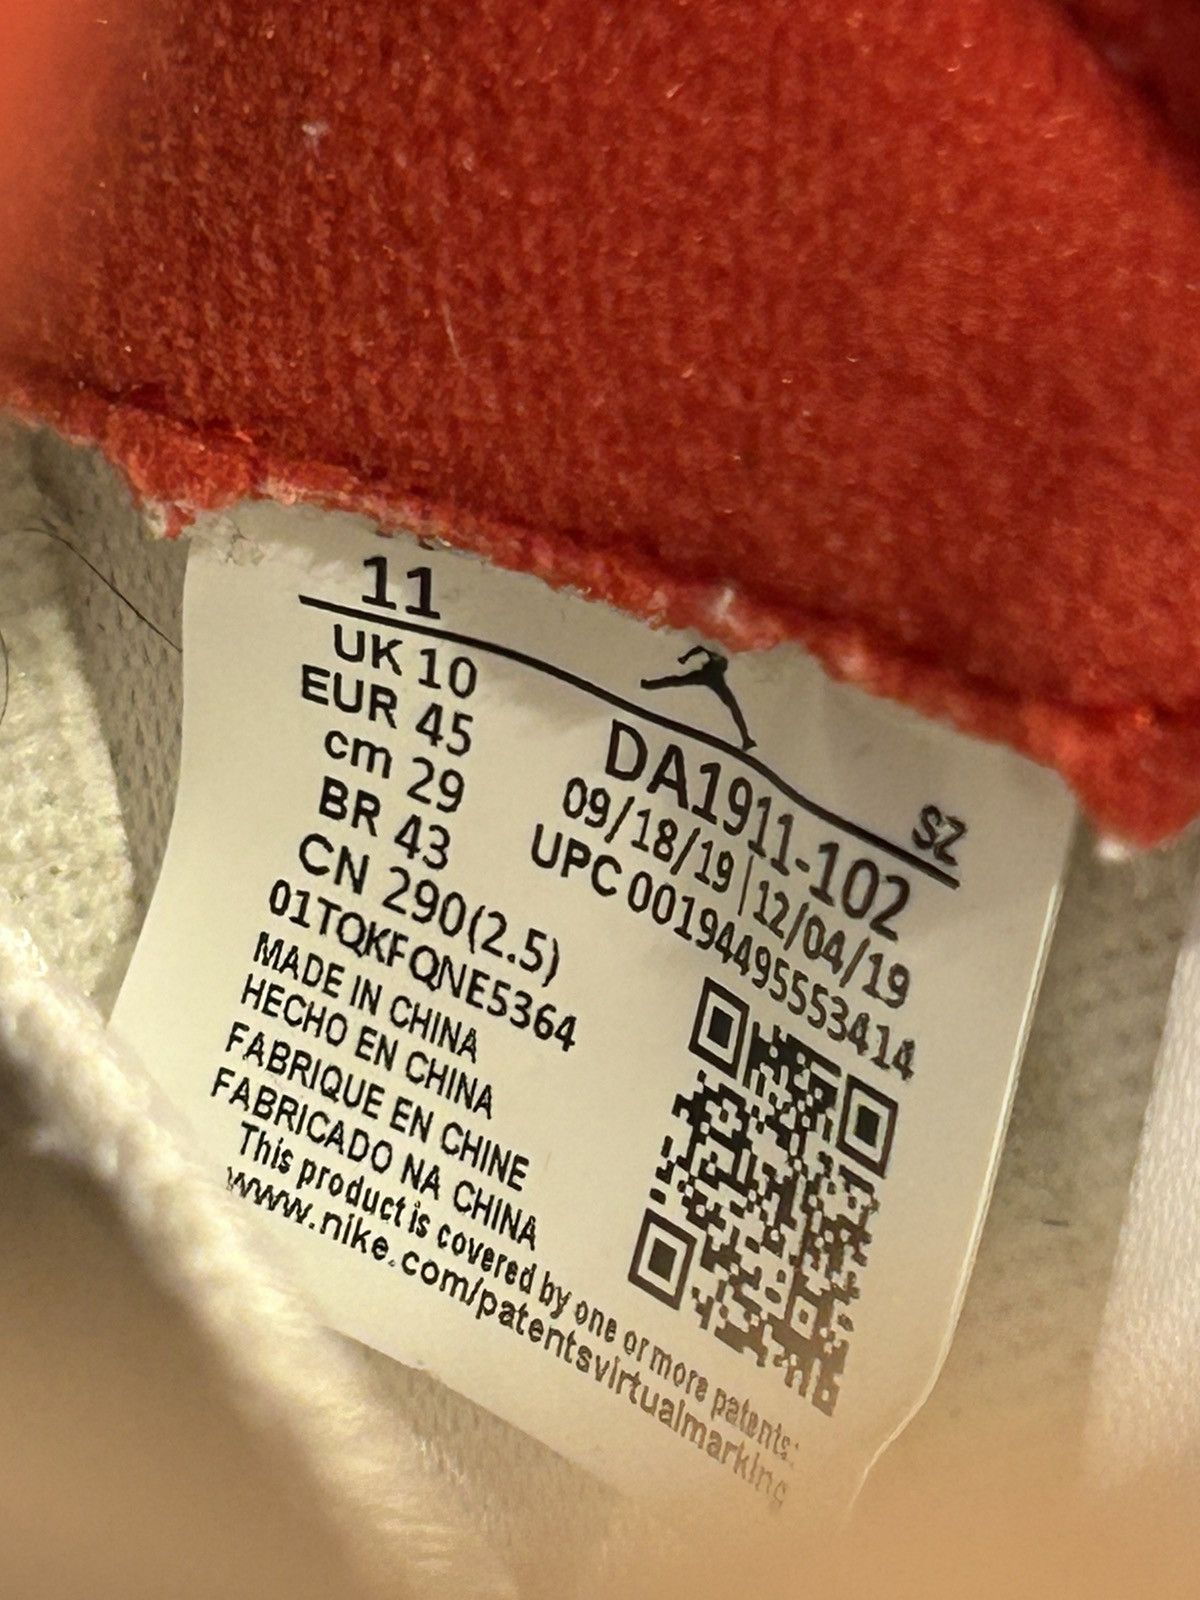 11
SZ
UK 10
EUR 45
cm 29
BR 43
CN 290(2.5)
DA1911-102
09/18/19|12/04/19
UPC 00194495553414
01TQKFQNE5364
MADE IN CHINA
HECHO EN CHINA
FABRIQUE EN CHINE
FABRICADO NA CHINA
This product is covered by one or more patents:
www.nike.com/patentsvirtualmarking